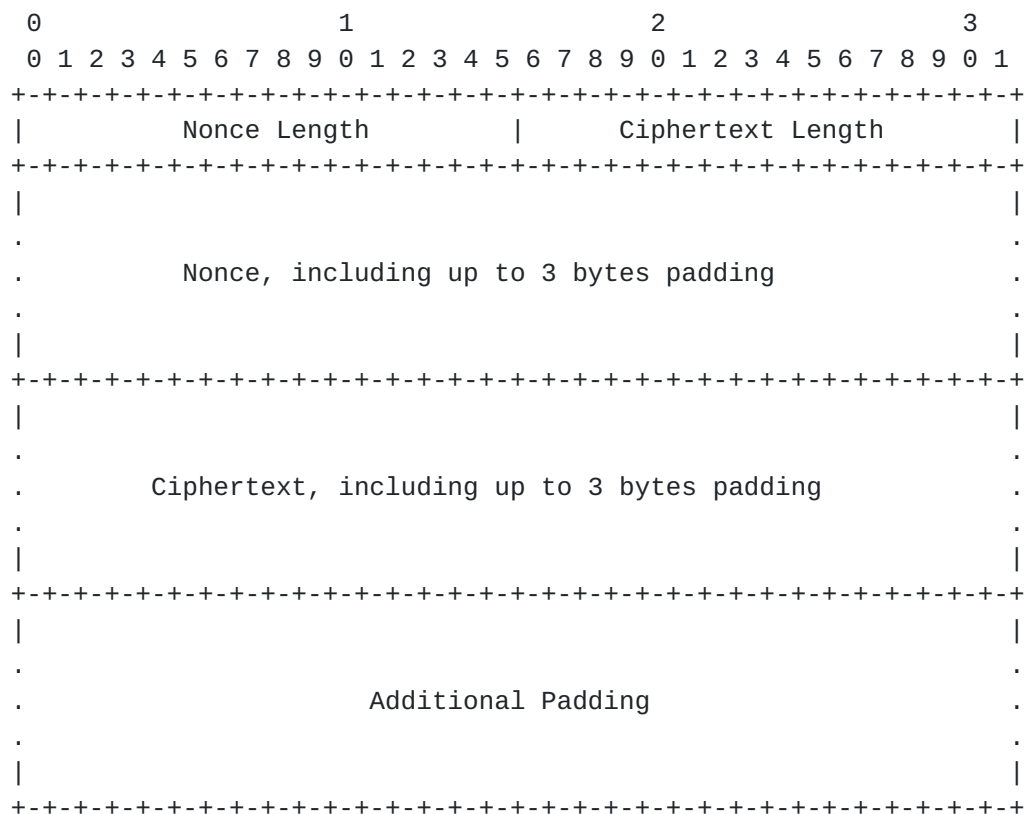 0                   1                   2                   3
 0 1 2 3 4 5 6 7 8 9 0 1 2 3 4 5 6 7 8 9 0 1 2 3 4 5 6 7 8 9 0 1
+-+-+-+-+-+-+-+-+-+-+-+-+-+-+-+-+-+-+-+-+-+-+-+-+-+-+-+-+-+-+-+-+
|          Nonce Length         |      Ciphertext Length        |
+-+-+-+-+-+-+-+-+-+-+-+-+-+-+-+-+-+-+-+-+-+-+-+-+-+-+-+-+-+-+-+-+
|                                                               |
.                                                               .
.          Nonce, including up to 3 bytes padding               .
.                                                               .
|                                                               |
+-+-+-+-+-+-+-+-+-+-+-+-+-+-+-+-+-+-+-+-+-+-+-+-+-+-+-+-+-+-+-+-+
|                                                               |
.                                                               .
.        Ciphertext, including up to 3 bytes padding            .
.                                                               .
|                                                               |
+-+-+-+-+-+-+-+-+-+-+-+-+-+-+-+-+-+-+-+-+-+-+-+-+-+-+-+-+-+-+-+-+
|                                                               |
.                                                               .
.                      Additional Padding                       .
.                                                               .
|                                                               |
+-+-+-+-+-+-+-+-+-+-+-+-+-+-+-+-+-+-+-+-+-+-+-+-+-+-+-+-+-+-+-+-+